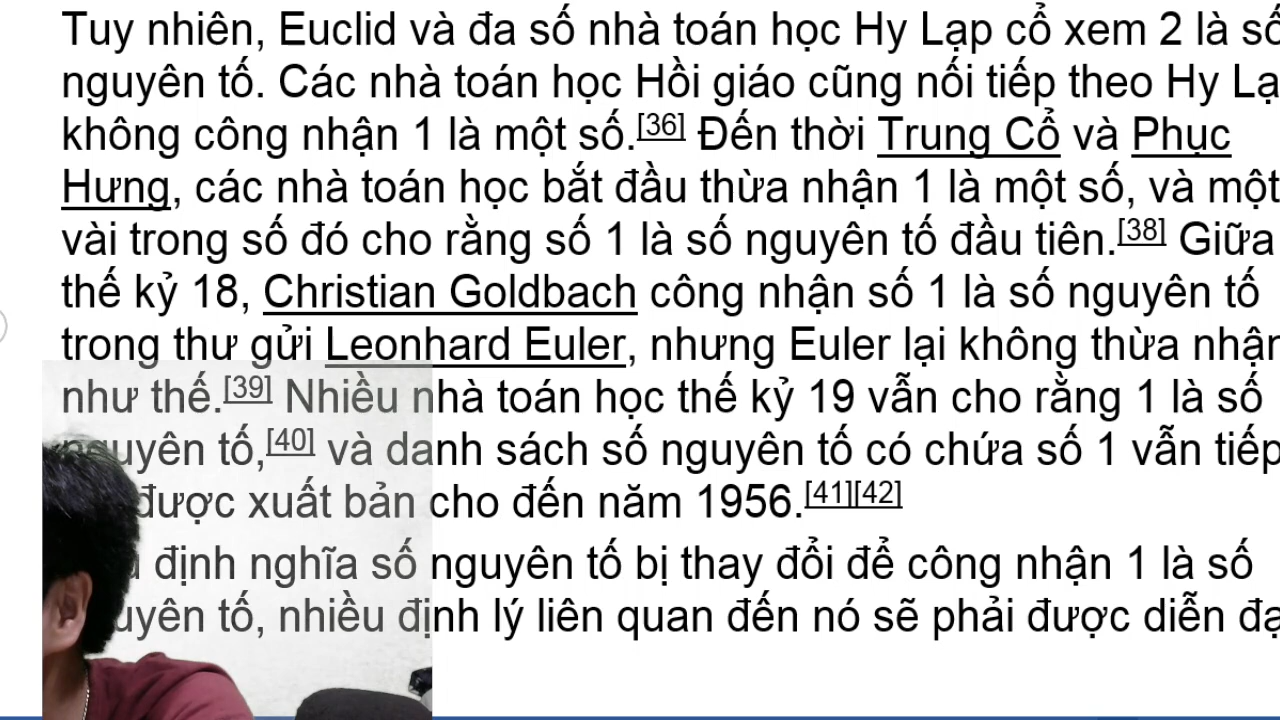 Tuy nhiên, Euclid và đa số nhà toán học Hy Lạp cổ xem 2 là số
nguyên tố. Các nhà toán học Hồi giáo cũng nối tiếp theo Hy Lạ
không công nhận 1 là một số.[36] Đến thời Trung Cổ và Phục
Hưng, các nhà toán học bắt đầu thừa nhận 1 là một số, và một
vài trong số đó cho rằng số 1 là số nguyên tố đầu tiên.[38] Giữa
thế kỷ 18, Christian Goldbach công nhận số 1 là số nguyên tố
trong thư gửi Leonhard Euler, nhưng Euler lại không thừa nhận
như thế.[39] Nhiều nhà toán học thế kỷ 19 vẫn cho rằng 1 là số
nguyên tố,[40] và danh sách số nguyên tố có chứa số 1 vẫn tiếp
được xuất bản cho đến năm 1956.[41][42]
định nghĩa số nguyên tố bị thay đổi để công nhận 1 là số
uyên tố, nhiều định lý liên quan đến nó sẽ phải được diễn đạ